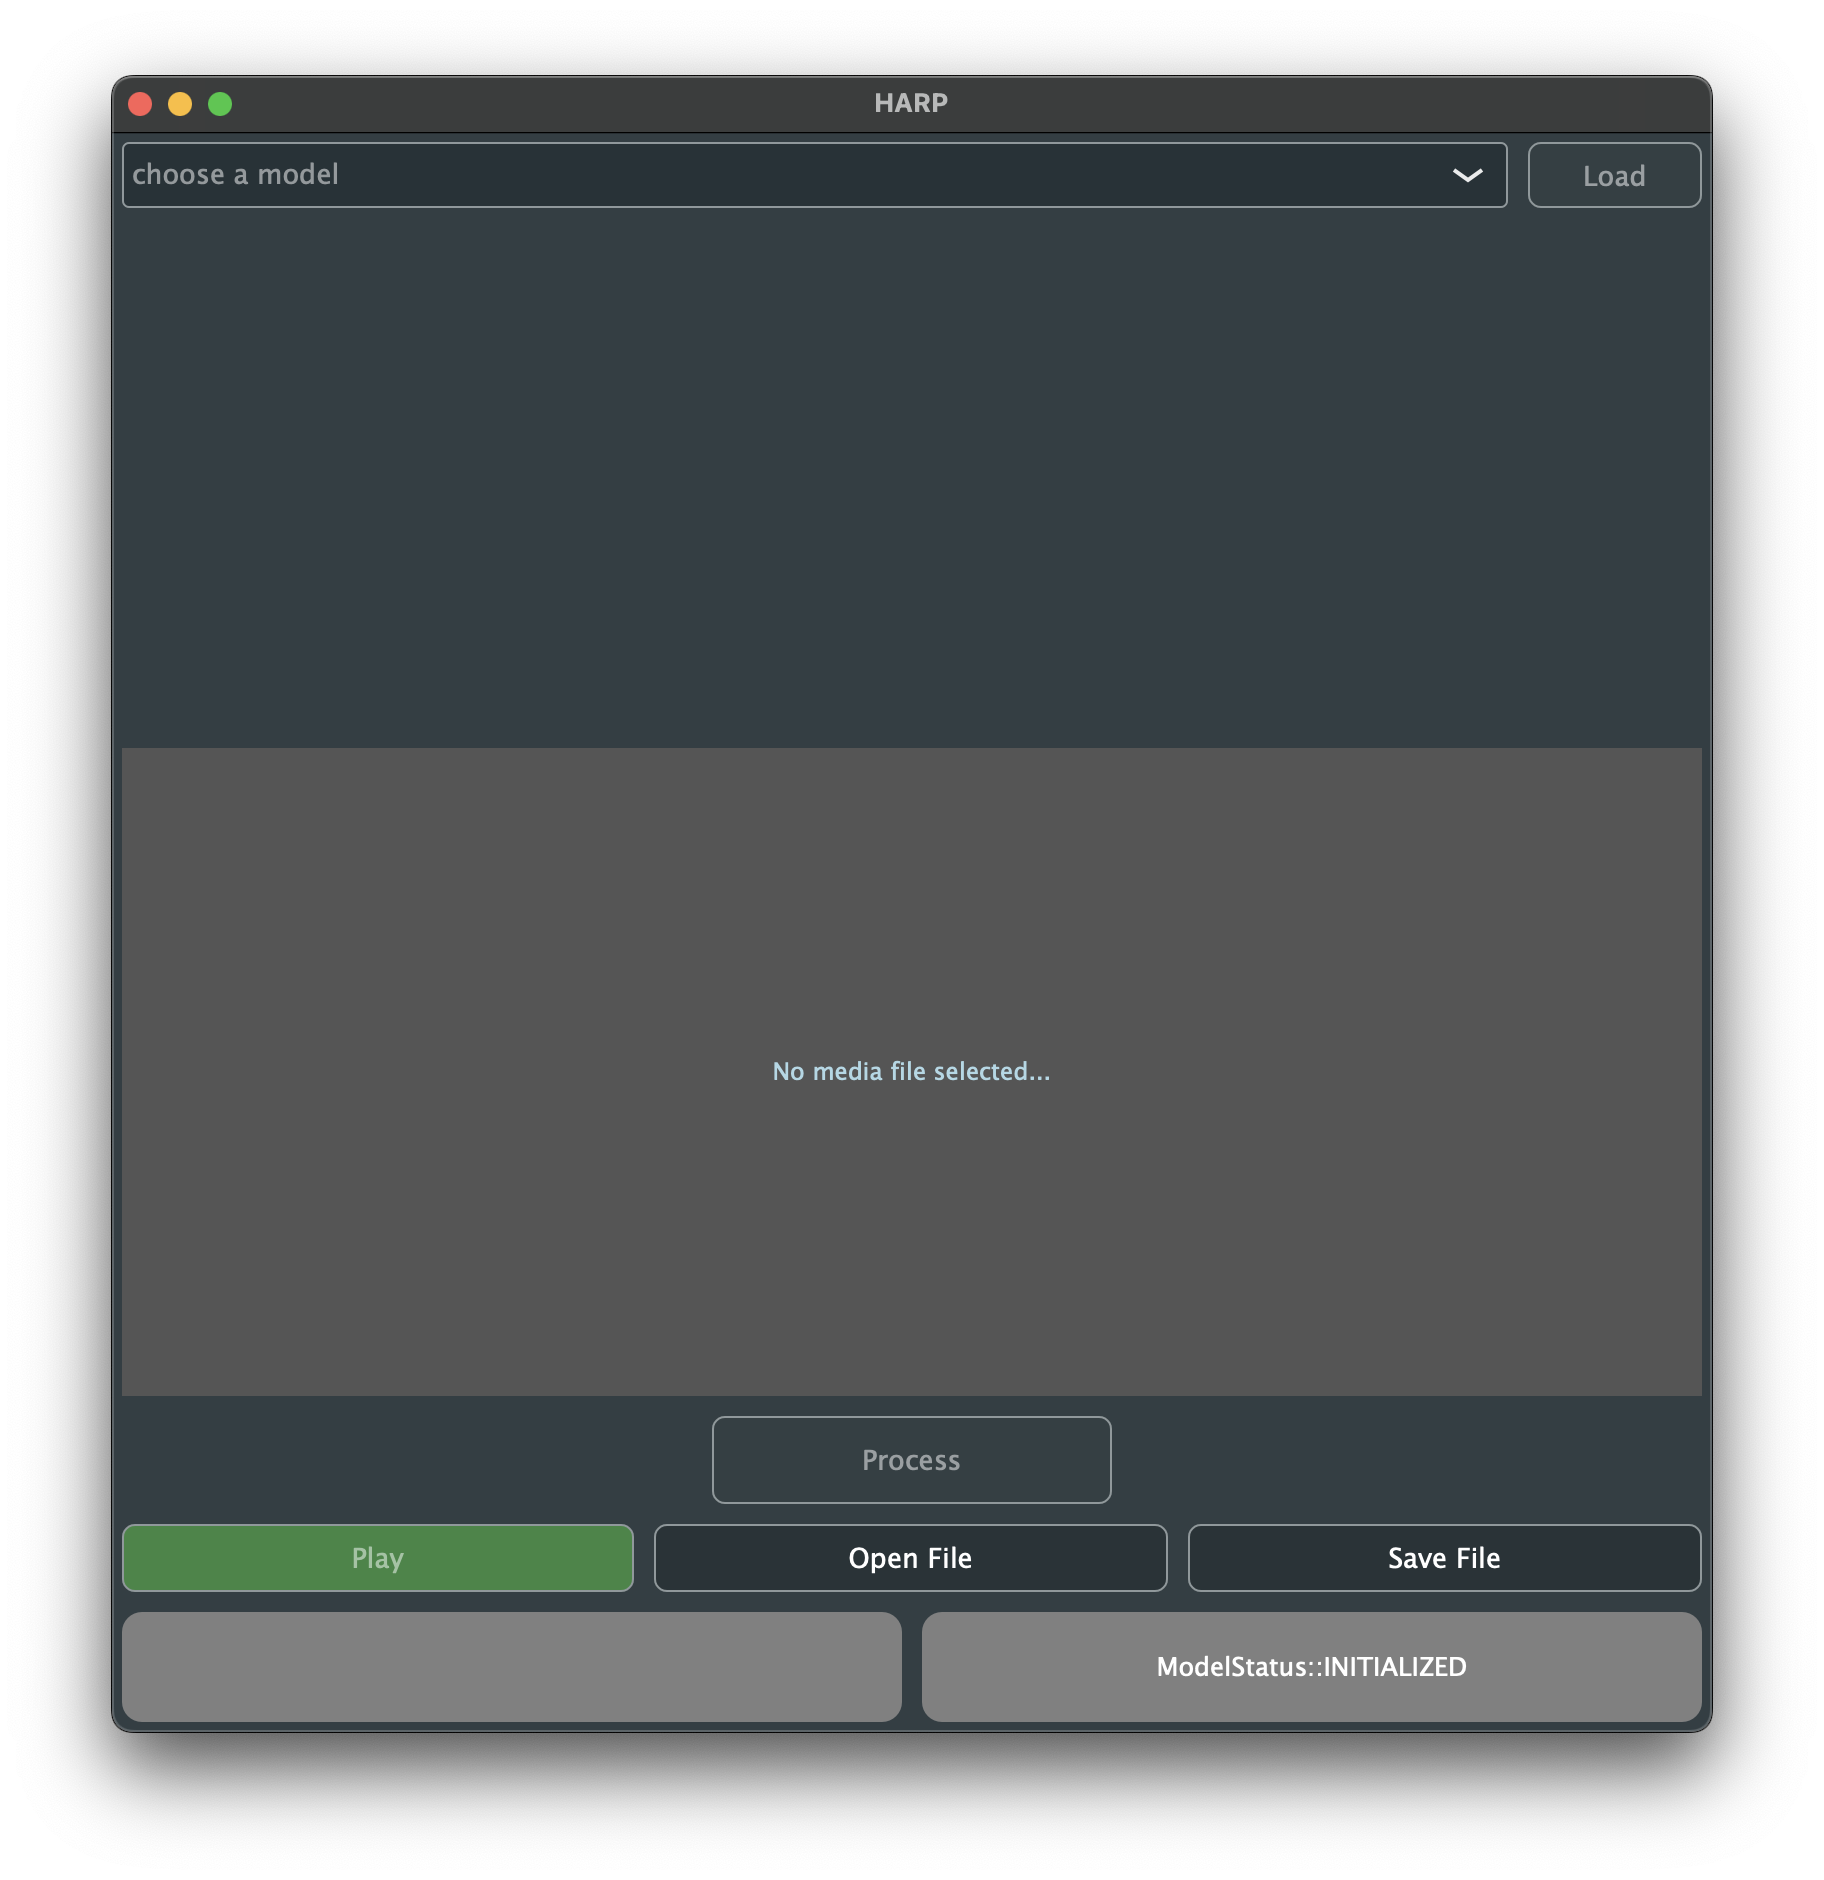 HARP
choose a model
Load
No media file selected...
Process
Play
Open File
Save File
ModelStatus::INITIALIZED